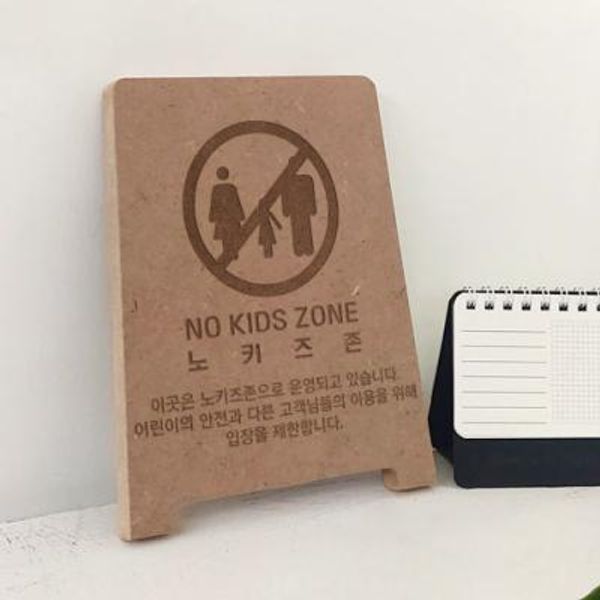 NO KIDS ZONE
노 키 즈 존
이곳은 노키즈존으로 운영되고 있습니다
어린이의 안전과 다른 고객님들의 이용을 위해
입장을 제한합니다.